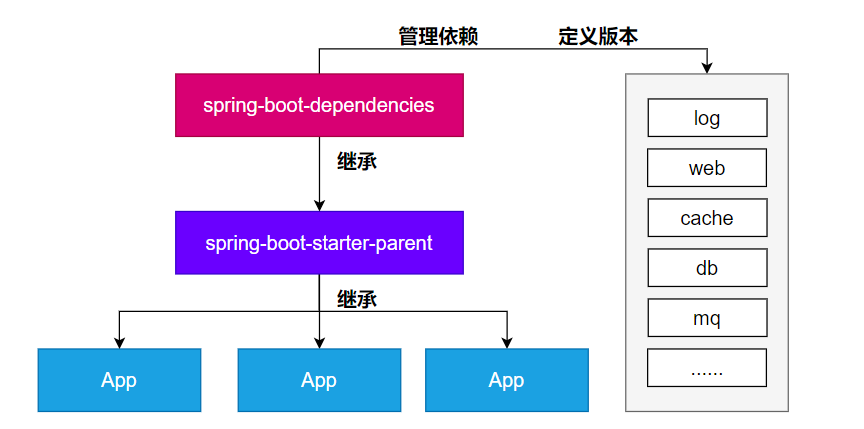 管理依赖
定义版本
spring-boot-dependencies
继承
spring-boot-starter-parent
继承
App
App
App
log
web
cache
db
mq
......